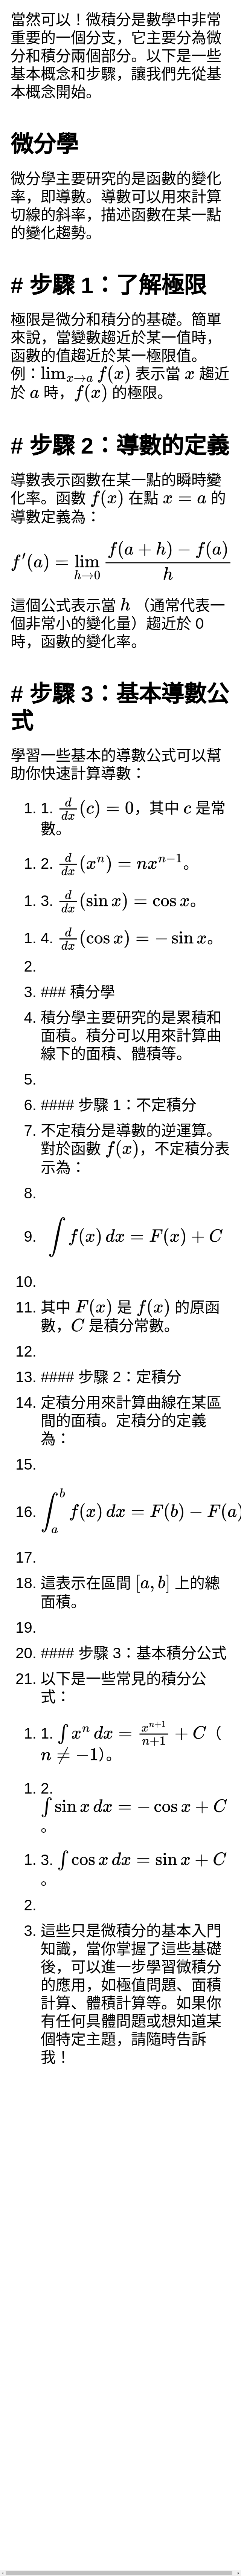 當然可以！微積分是數學中非常
重要的一個分支，它主要分為微
分和積分兩個部分。以下是一些
基本概念和步驟，讓我們先從基
本概念開始。
微分學
微分學主要研究的是函數的變化
率，即導數。導數可以用來計算
切線的斜率，描述函數在某一點
的變化趨勢。
# 步驟 1：了解極限
極限是微分和積分的基礎。簡單
來說，當變數趨近於某一值時，
函數的值趨近於某一極限值。
例：lim_{x→a} f(x) 表示當 x 趨近
於 a 時，f(x) 的極限。
# 步驟 2：導數的定義
導數表示函數在某一點的瞬時變
化率。函數 f(x) 在點 x = a 的
導數定義為：
f′(a) = lim_{h→0} \frac{f(a + h) − f(a)}{h}
這個公式表示當 h （通常代表一
個非常小的變化量）趨近於 0
時，函數的變化率。
# 步驟 3：基本導數公
式
學習一些基本的導數公式可以幫
助你快速計算導數：
1. 1. \frac{d}{dx}(c) = 0，其中 c 是常
數。
1. 2. \frac{d}{dx}(x^n) = nx^{n−1}。
1. 3. \frac{d}{dx}(sin x) = cos x。
1. 4. \frac{d}{dx}(cos x) = − sin x。
2.
3. ### 積分學
4. 積分學主要研究的是累積和
面積。積分可以用來計算曲
線下的面積、體積等。
5.
6. #### 步驟 1：不定積分
7. 不定積分是導數的逆運算。
對於函數 f(x)，不定積分表
示為：
8.
9. ∫ f(x) dx = F(x) + C
10.
11. 其中 F(x) 是 f(x) 的原函
數，C 是積分常數。
12.
13. #### 步驟 2：定積分
14. 定積分用來計算曲線在某區
間的面積。定積分的定義
為：
15.
16. ∫_a^b f(x) dx = F(b) − F(a)
17.
18. 這表示在區間 [a, b] 上的總
面積。
19.
20. #### 步驟 3：基本積分公式
21. 以下是一些常見的積分公
式：
1. 1. ∫ x^n dx = \frac{x^{n+1}}{n+1} + C（
n ≠ −1）。
1. 2.
∫ sin x dx = − cos x + C
。
1. 3. ∫ cos x dx = sin x + C
。
2.
3. 這些只是微積分的基本入門
知識，當你掌握了這些基礎
後，可以進一步學習微積分
的應用，如極值問題、面積
計算、體積計算等。如果你
有任何具體問題或想知道某
個特定主題，請隨時告訴
我！